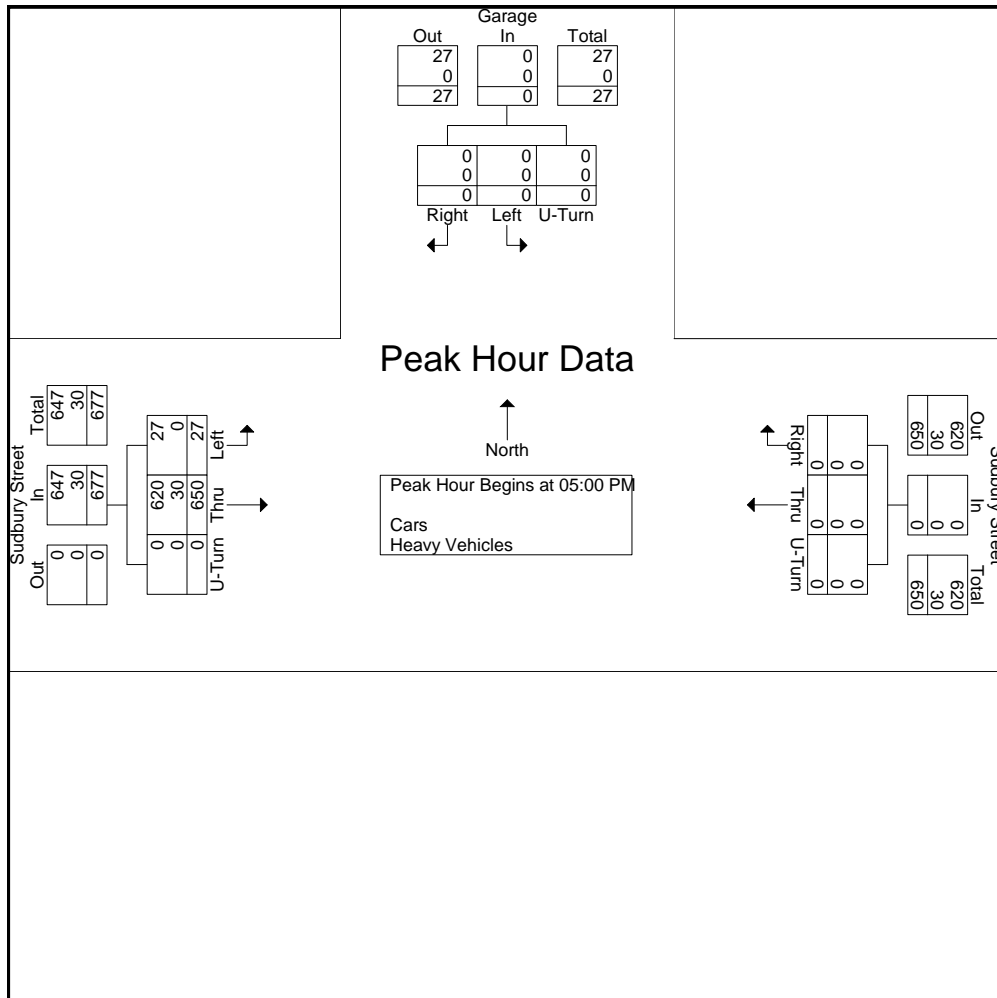 Garage
Out In Total
27 0 27
0 0 0
27 0 27
0 0 0
0 0 0
0 0 0
Right Left U-Turn
Peak Hour Data
North
Peak Hour Begins at 05:00 PM
Cars
Heavy Vehicles
Sudbury Street
Out In Total
0 647 647
0 30 30
0 677 677
U-Turn Thru Left
0 620 27
0 30 0
0 650 27
Sudbury Street
Out In Total
620 0 620
30 0 30
650 0 650
Right Thru U-Turn
0 0 0
0 0 0
0 0 0